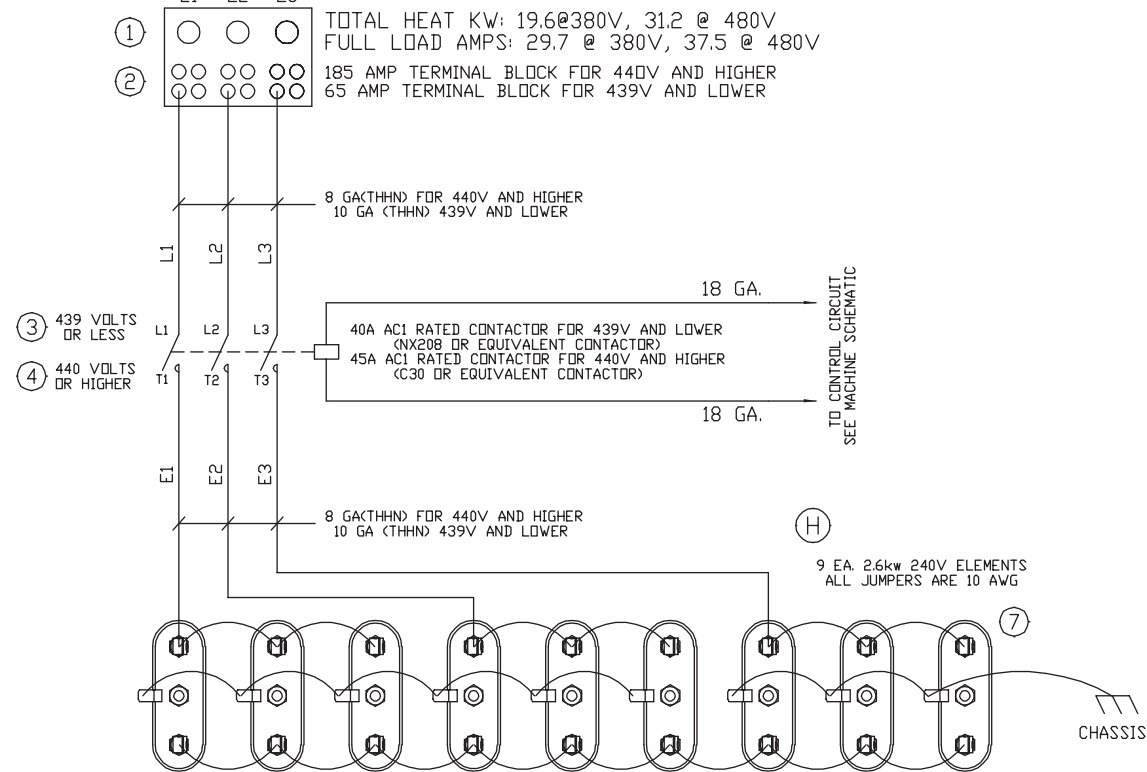 L1 L2 L3
1
TOTAL HEAT KW: 19.6@380V, 31.2 @ 480V
FULL LOAD AMPS: 29.7 @ 380V, 37.5 @ 480V
2
185 AMP TERMINAL BLOCK FOR 440V AND HIGHER
65 AMP TERMINAL BLOCK FOR 439V AND LOWER
8 GA(THHN) FOR 440V AND HIGHER
10 GA (THHN) 439V AND LOWER
L1 L2 L3
18 GA.
3
439 VOLTS
OR LESS
L1 L2 L3
40A AC1 RATED CONTACTOR FOR 439V AND LOWER
(NX208 OR EQUIVALENT CONTACTOR)
45A AC1 RATED CONTACTOR FOR 440V AND HIGHER
(C30 OR EQUIVALENT CONTACTOR)
4
440 VOLTS
OR HIGHER
T1 T2 T3
TO CONTROL CIRCUIT
SEE MACHINE SCHEMATIC
18 GA.
E1 E2 E3
8 GA(THHN) FOR 440V AND HIGHER
10 GA (THHN) 439V AND LOWER
H
9 EA. 2.6kw 240V ELEMENTS
ALL JUMPERS ARE 10 AWG
7
CHASSIS